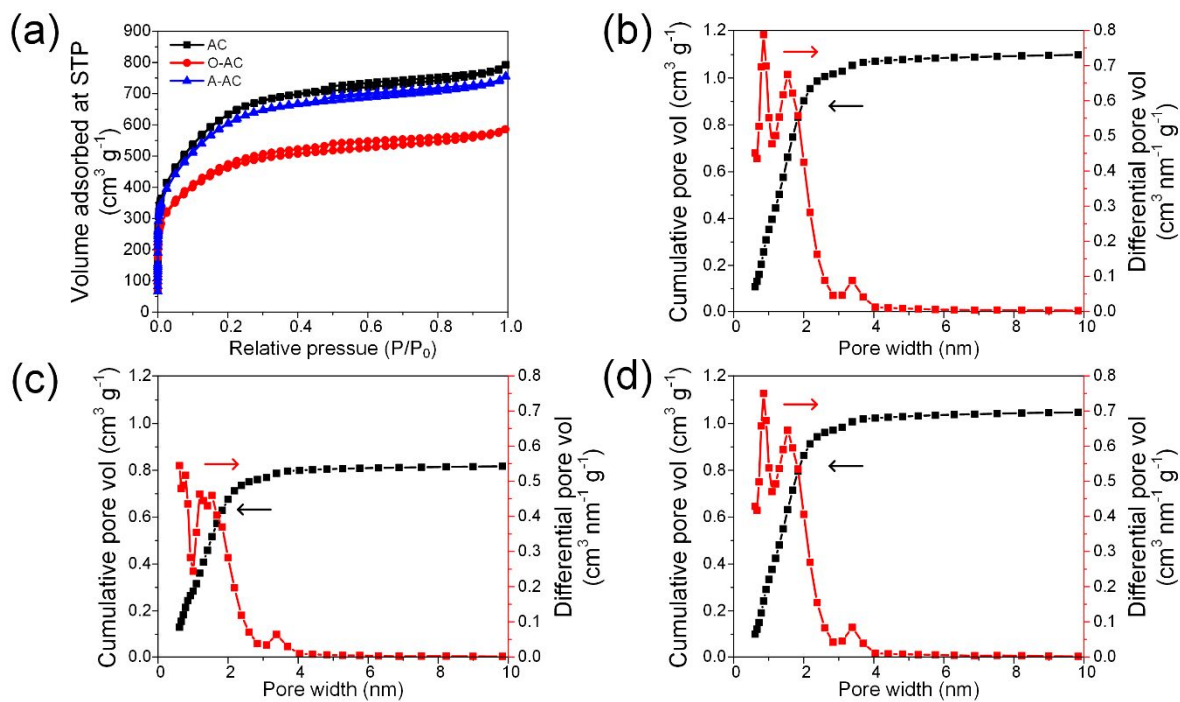 (a)
Volume adsorbed at STP
(cm³ g⁻¹)
900
800
700
600
500
400
300
200
100
0
AC
O-AC
A-AC
0.0 0.2 0.4 0.6 0.8 1.0
Relative pressue (P/P₀)
(b)
Cumulative pore vol (cm³ g⁻¹)
1.2
1.0
0.8
0.6
0.4
0.2
0.0
0 2 4 6 8 10
Pore width (nm)
0.8
0.7
0.6
0.5
0.4
0.3
0.2
0.1
0.0
Differential pore vol
(cm³ nm⁻¹ g⁻¹)
(c)
Cumulative pore vol (cm³ g⁻¹)
1.2
1.0
0.8
0.6
0.4
0.2
0.0
0 2 4 6 8 10
Pore width (nm)
0.8
0.7
0.6
0.5
0.4
0.3
0.2
0.1
0.0
Differential pore vol
(cm³ nm⁻¹ g⁻¹)
(d)
Cumulative pore vol (cm³ g⁻¹)
1.2
1.0
0.8
0.6
0.4
0.2
0.0
0 2 4 6 8 10
Pore width (nm)
0.8
0.7
0.6
0.5
0.4
0.3
0.2
0.1
0.0
Differential pore vol
(cm³ nm⁻¹ g⁻¹)